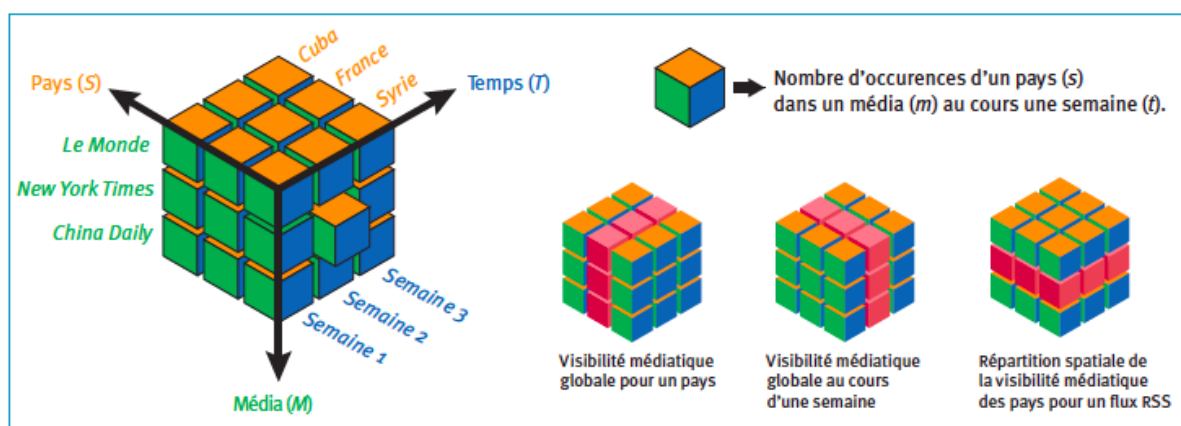 Cuba
France
Syrie
Pays (S)
Temps (T)
Le Monde
New York Times
China Daily
Semaine 3
Semaine 2
Semaine 1
Média (M)
Nombre d'occurences d'un pays (s)
dans un média (m) au cours une semaine (t).
Visibilité médiatique
globale pour un pays
Visibilité médiatique
globale au cours
d'une semaine
Répartition spatiale de
la visibilité médiatique
des pays pour un flux RSS